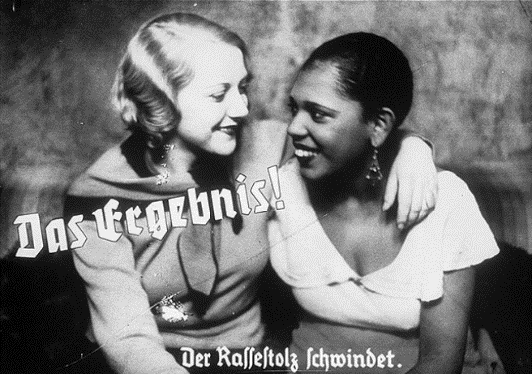 Das Ergebnis!
Der Rassestolz schwindet.